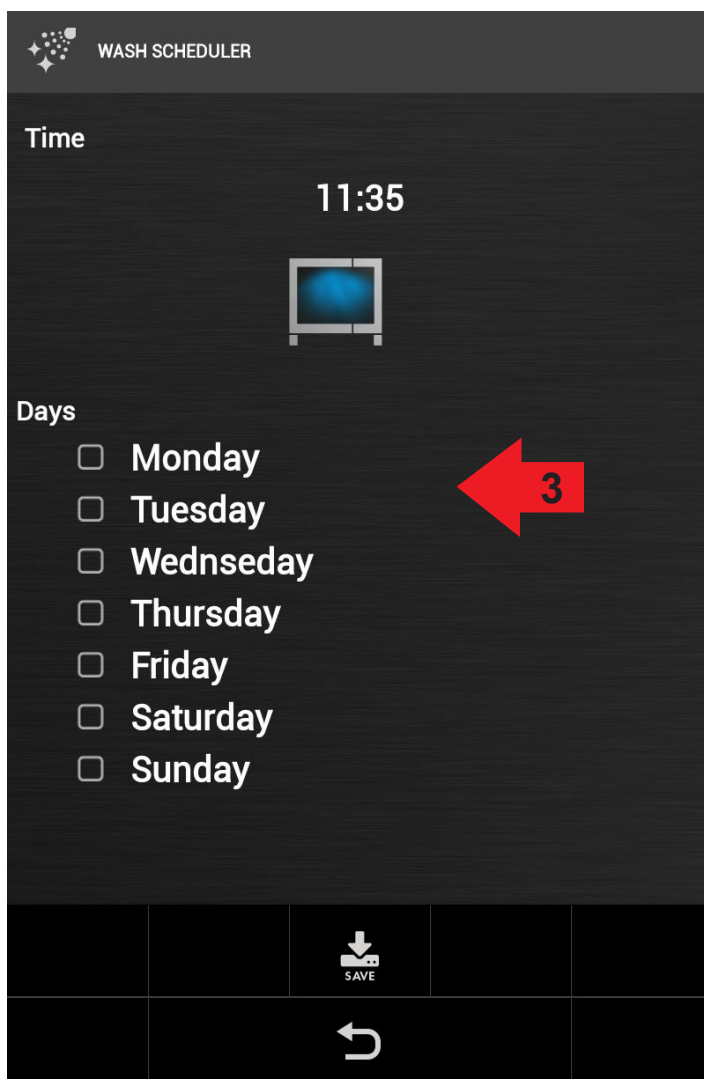 WASH SCHEDULER
Time
11:35
Days
Monday
3
Tuesday
Wednseday
Thursday
Friday
Saturday
Sunday
SAVE